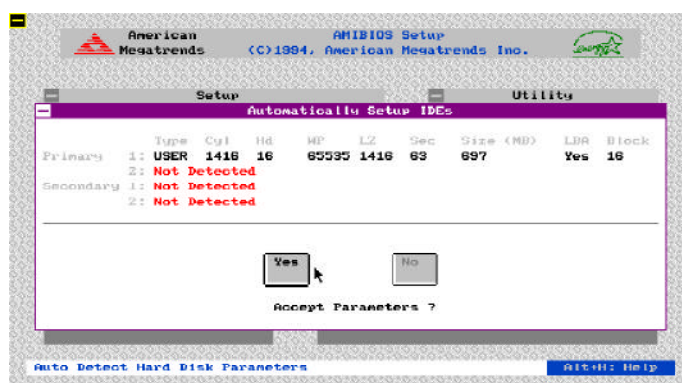 American Megatrends
AMIBIOS Setup
(C)1994, American Megatrends Inc.
Energy
Setup
Utility
Automatically Setup IDEs
Type Cyl Hd WP LZ Sec Size (MB) LBA Block
Primary 1: USER 1416 16 65535 1416 63 697 Yes 16
2: Not Detected
Secondary 1: Not Detected
2: Not Detected
Yes
No
Accept Parameters ?
Auto Detect Hard Disk Parameters
Alt+H: Help